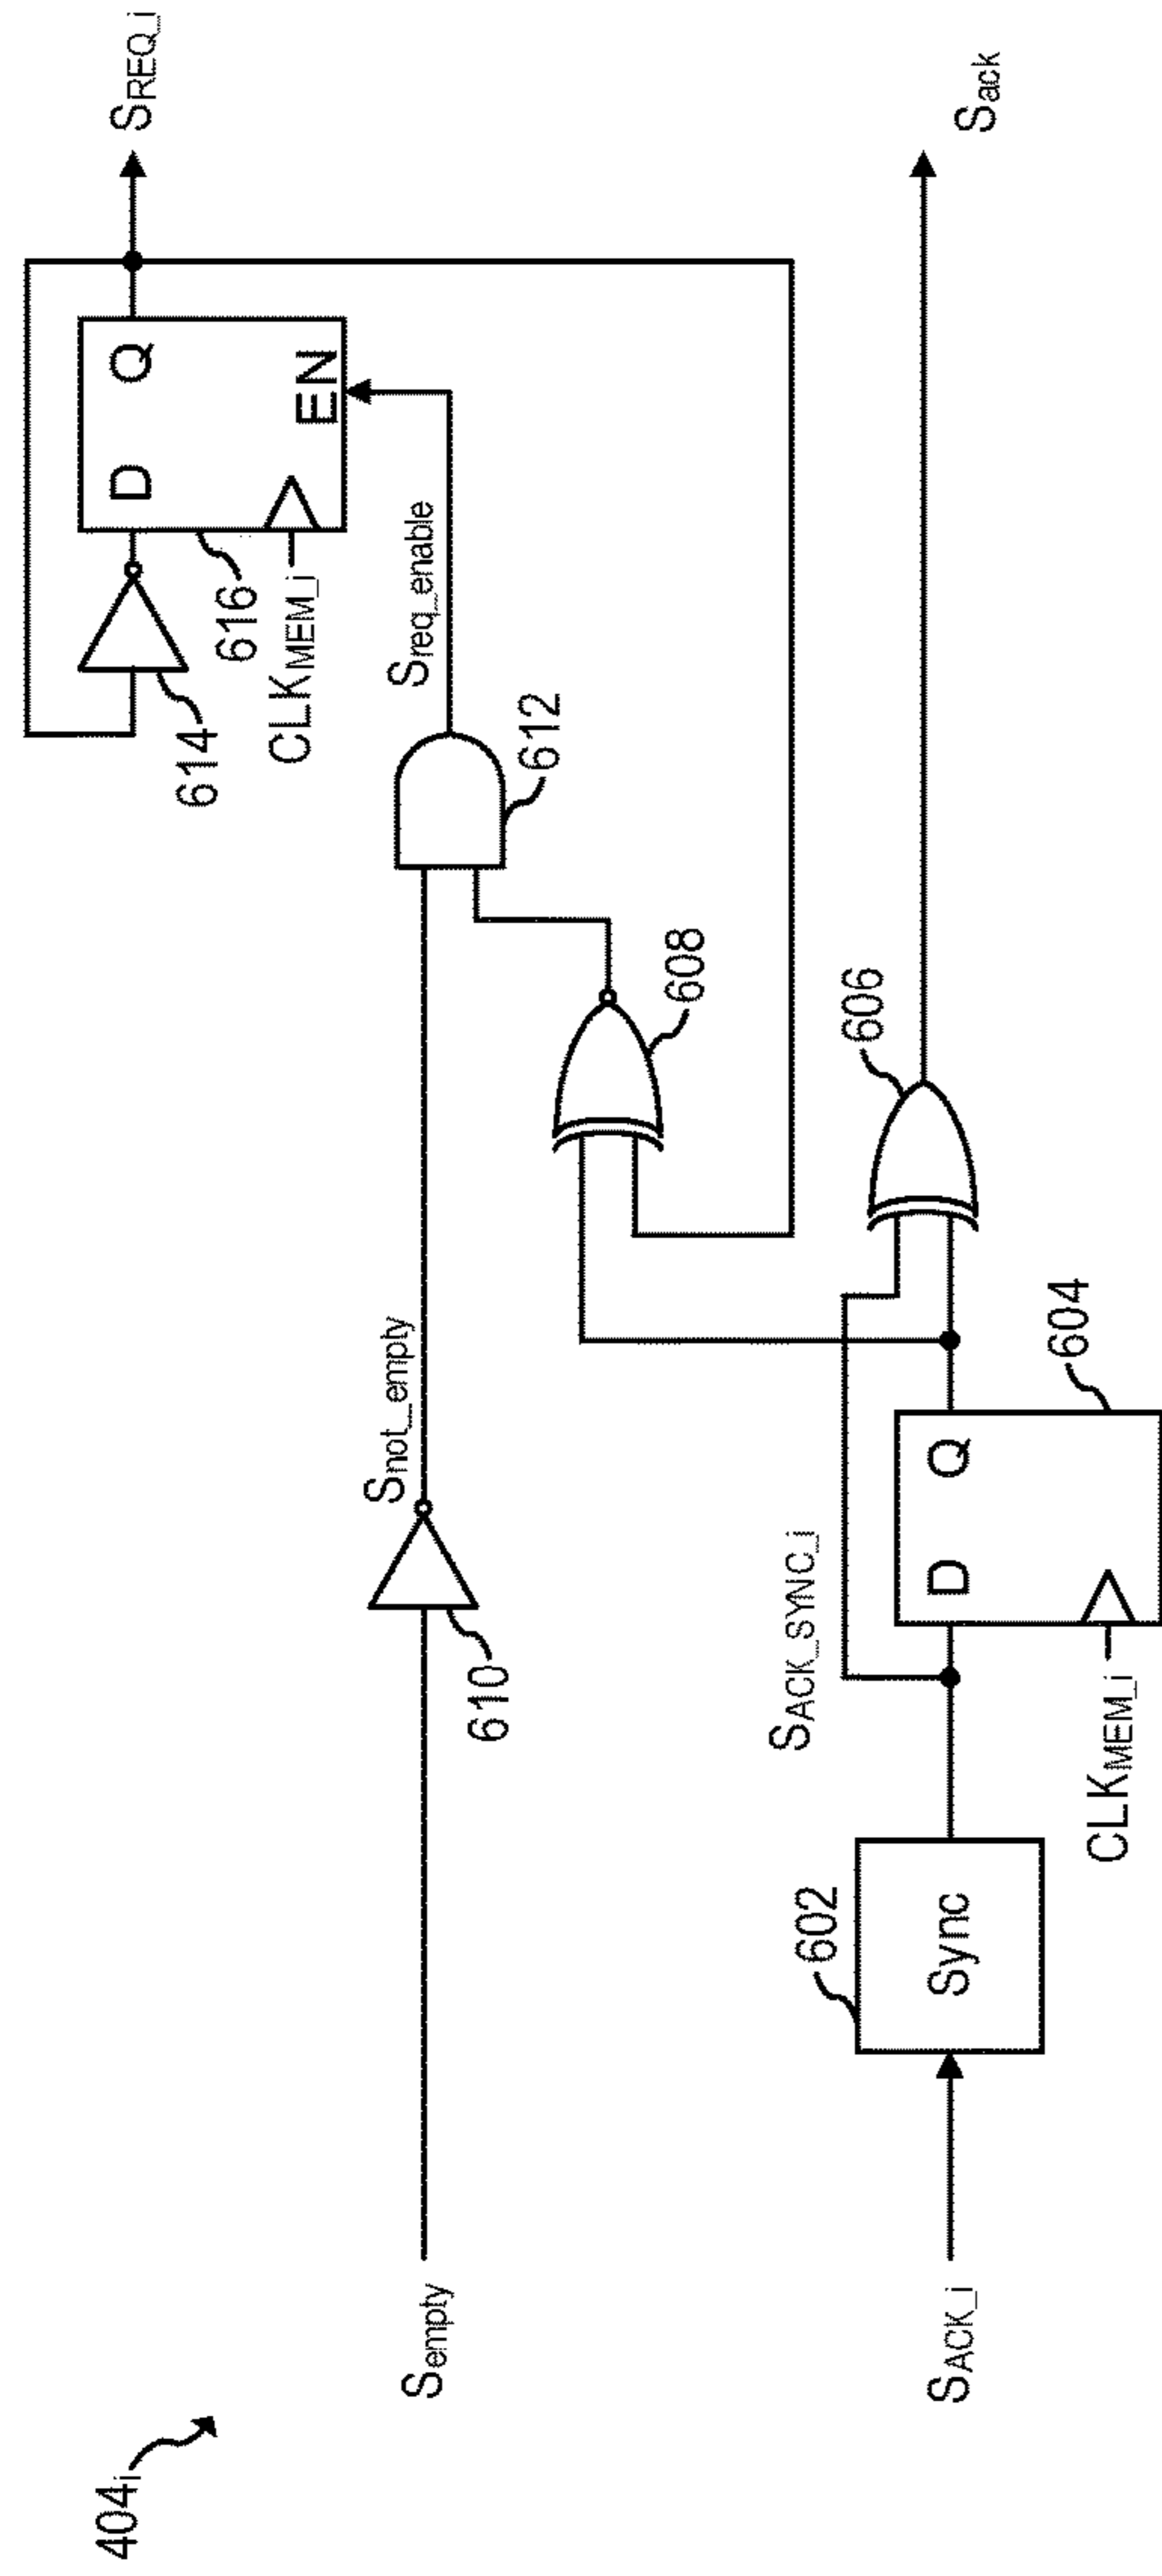 404i
Sempty
610
Snot_empty
612
Sreq_enable
614
616
D Q
EN
CLKMEM_i
SREQ_i
608
606
Sack
SACK_i
602
Sync
SACK_SYNC_i
D Q
604
CLKMEM_i